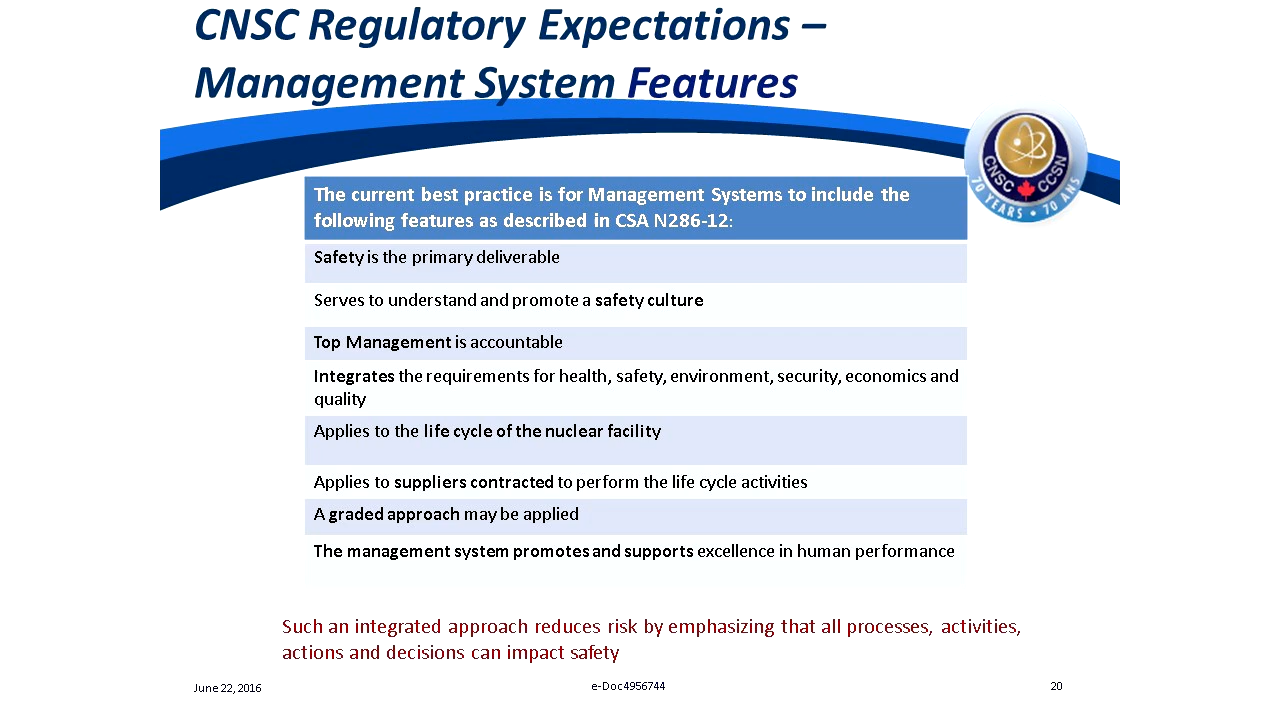 CNSC Regulatory Expectations –
Management System Features
CNSC CCSN
70 YEARS • 70 ANS
The current best practice is for Management Systems to include the
following features as described in CSA N286-12:
Safety is the primary deliverable
Serves to understand and promote a safety culture
Top Management is accountable
Integrates the requirements for health, safety, environment, security, economics and
quality
Applies to the life cycle of the nuclear facility
Applies to suppliers contracted to perform the life cycle activities
A graded approach may be applied
The management system promotes and supports excellence in human performance
Such an integrated approach reduces risk by emphasizing that all processes, activities,
actions and decisions can impact safety
June 22, 2016
e-Doc4956744
20